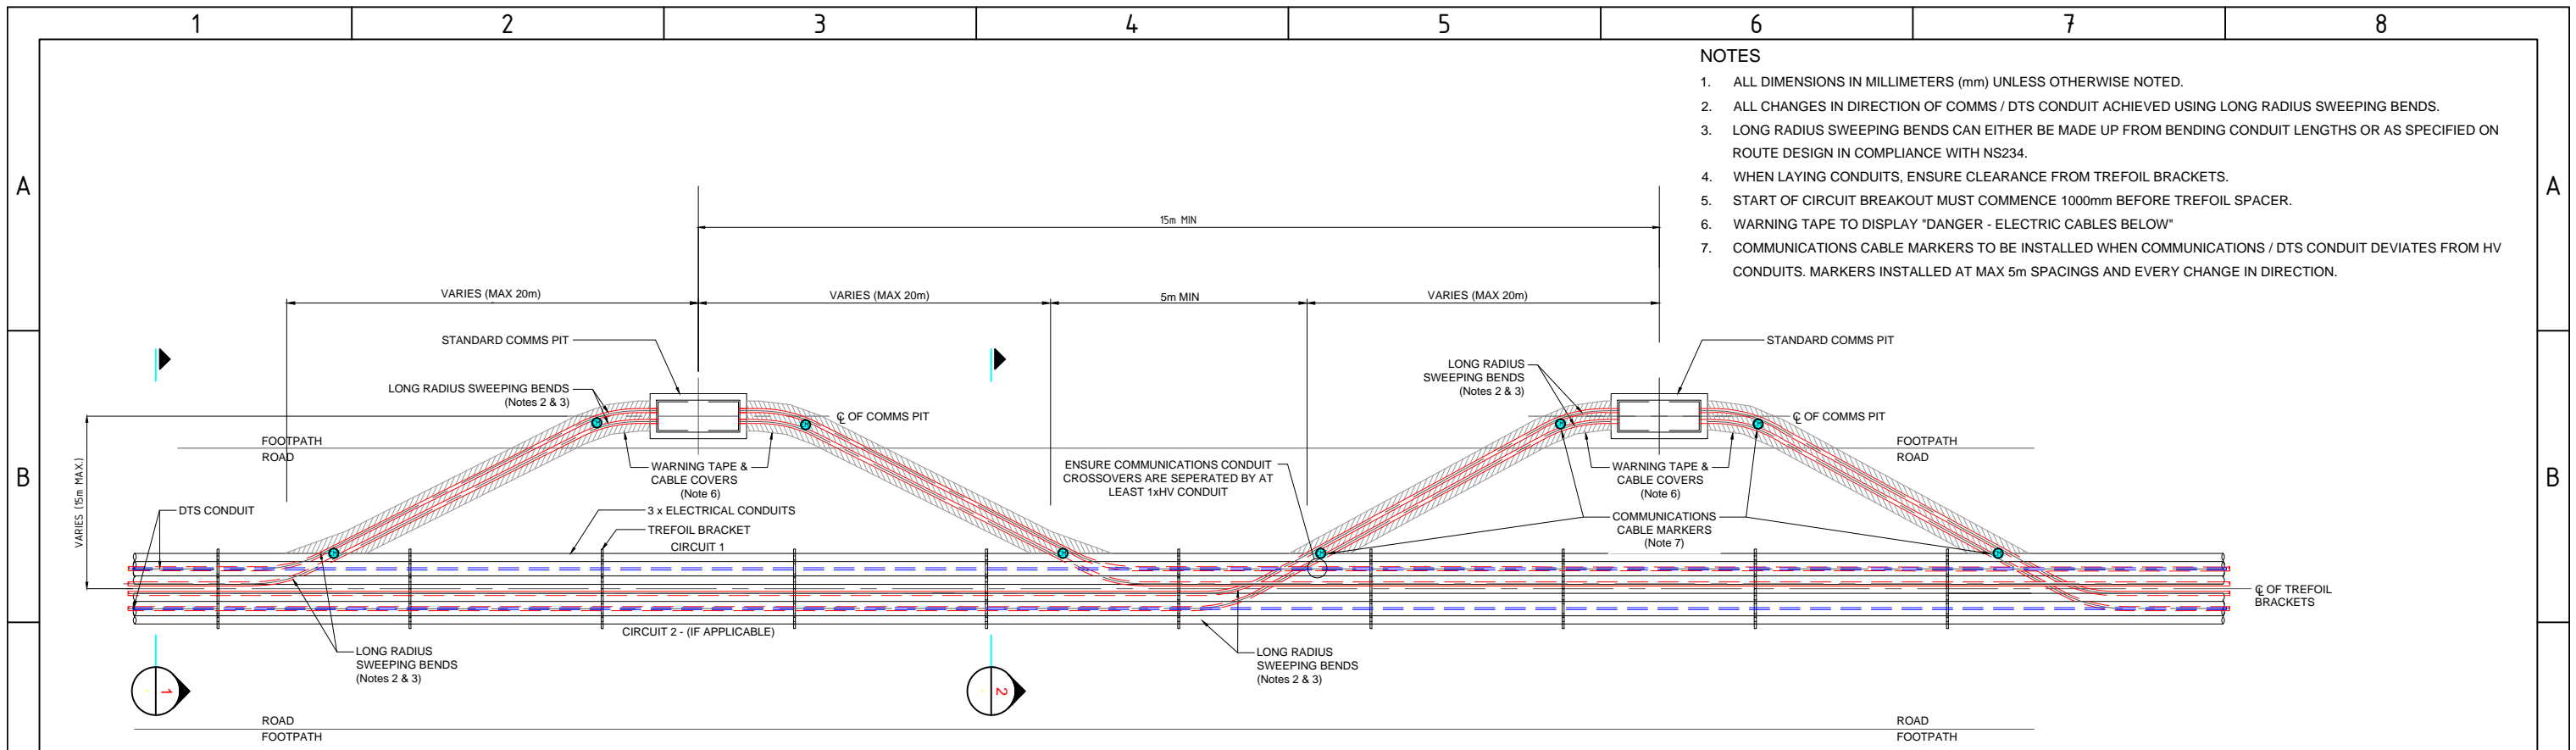 1 2 3 4 5 6 7 8
NOTES
1. ALL DIMENSIONS IN MILLIMETERS (mm) UNLESS OTHERWISE NOTED.
2. ALL CHANGES IN DIRECTION OF COMMS / DTS CONDUIT ACHIEVED USING LONG RADIUS SWEEPING BENDS.
3. LONG RADIUS SWEEPING BENDS CAN EITHER BE MADE UP FROM BENDING CONDUIT LENGTHS OR AS SPECIFIED ON
ROUTE DESIGN IN COMPLIANCE WITH NS234.
4. WHEN LAYING CONDUITS, ENSURE CLEARANCE FROM TREFOIL BRACKETS.
5. START OF CIRCUIT BREAKOUT MUST COMMENCE 1000mm BEFORE TREFOIL SPACER.
6. WARNING TAPE TO DISPLAY "DANGER - ELECTRIC CABLES BELOW"
7. COMMUNICATIONS CABLE MARKERS TO BE INSTALLED WHEN COMMUNICATIONS / DTS CONDUIT DEVIATES FROM HV
CONDUITS. MARKERS INSTALLED AT MAX 5m SPACINGS AND EVERY CHANGE IN DIRECTION.
A
A
15m MIN
VARIES (MAX 20m)
VARIES (MAX 20m)
5m MIN
VARIES (MAX 20m)
STANDARD COMMS PIT
STANDARD COMMS PIT
LONG RADIUS SWEEPING BENDS
(Notes 2 & 3)
LONG RADIUS
SWEEPING BENDS
(Notes 2 & 3)
℄ OF COMMS PIT
℄ OF COMMS PIT
FOOTPATH
ROAD
FOOTPATH
ROAD
VARIES (15m MAX.)
B
B
WARNING TAPE &
CABLE COVERS
(Note 6)
ENSURE COMMUNICATIONS CONDUIT
CROSSOVERS ARE SEPERATED BY AT
LEAST 1xHV CONDUIT
WARNING TAPE &
CABLE COVERS
(Note 6)
DTS CONDUIT
3 x ELECTRICAL CONDUITS
TREFOIL BRACKET
CIRCUIT 1
COMMUNICATIONS
CABLE MARKERS
(Note 7)
℄ OF TREFOIL
BRACKETS
CIRCUIT 2 - (IF APPLICABLE)
LONG RADIUS
SWEEPING BENDS
(Notes 2 & 3)
LONG RADIUS
SWEEPING BENDS
(Notes 2 & 3)
1
2
ROAD
FOOTPATH
ROAD
FOOTPATH